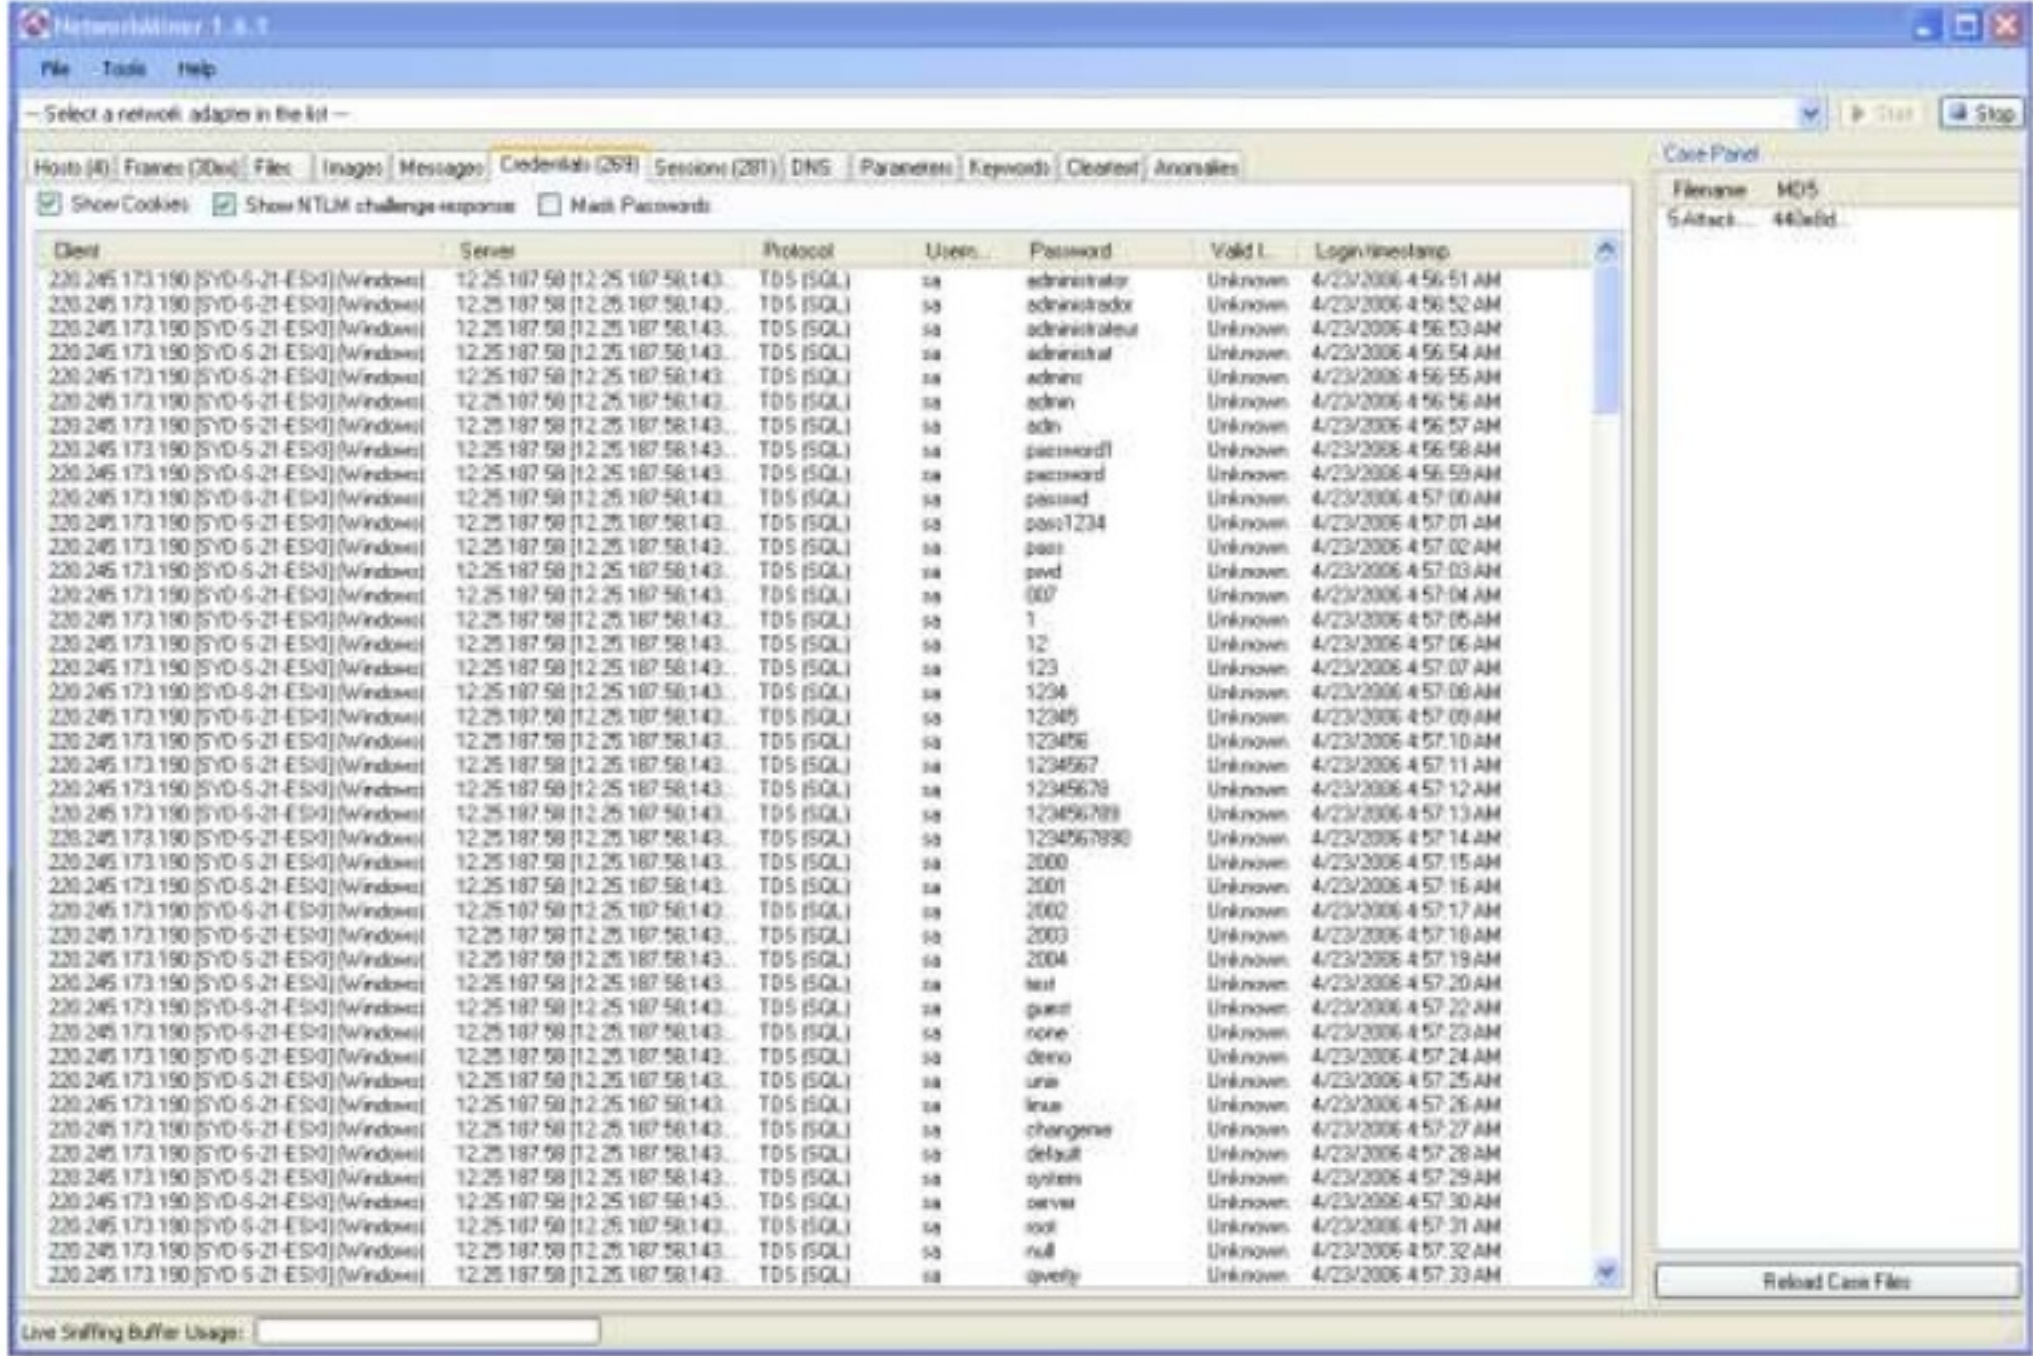 NetworkMiner 1.6.1
File Tools Help
-- Select a network adapter in the list --
Start Stop
Hosts (4) Frames (30xx) Files Images Messages Credentials (269) Sessions (281) DNS Parameters Keywords Cleartext Anomalies
Show Cookies Show NTLM challenge-response Mask Passwords
Client Server Protocol Usern... Password Valid l... Login timestamp
220.245.173.190 [SYD-S-21-ESXI] (Windows) 12.25.187.58 [12.25.187.58,143... TDS (SQL) sa administrator Unknown 4/23/2006 4:56:51 AM
220.245.173.190 [SYD-S-21-ESXI] (Windows) 12.25.187.58 [12.25.187.58,143... TDS (SQL) sa administrador Unknown 4/23/2006 4:56:52 AM
220.245.173.190 [SYD-S-21-ESXI] (Windows) 12.25.187.58 [12.25.187.58,143... TDS (SQL) sa administrateur Unknown 4/23/2006 4:56:53 AM
220.245.173.190 [SYD-S-21-ESXI] (Windows) 12.25.187.58 [12.25.187.58,143... TDS (SQL) sa administrat Unknown 4/23/2006 4:56:54 AM
220.245.173.190 [SYD-S-21-ESXI] (Windows) 12.25.187.58 [12.25.187.58,143... TDS (SQL) sa admins Unknown 4/23/2006 4:56:55 AM
220.245.173.190 [SYD-S-21-ESXI] (Windows) 12.25.187.58 [12.25.187.58,143... TDS (SQL) sa admin Unknown 4/23/2006 4:56:56 AM
220.245.173.190 [SYD-S-21-ESXI] (Windows) 12.25.187.58 [12.25.187.58,143... TDS (SQL) sa adm Unknown 4/23/2006 4:56:57 AM
220.245.173.190 [SYD-S-21-ESXI] (Windows) 12.25.187.58 [12.25.187.58,143... TDS (SQL) sa password1 Unknown 4/23/2006 4:56:58 AM
220.245.173.190 [SYD-S-21-ESXI] (Windows) 12.25.187.58 [12.25.187.58,143... TDS (SQL) sa password Unknown 4/23/2006 4:56:59 AM
220.245.173.190 [SYD-S-21-ESXI] (Windows) 12.25.187.58 [12.25.187.58,143... TDS (SQL) sa passwd Unknown 4/23/2006 4:57:00 AM
220.245.173.190 [SYD-S-21-ESXI] (Windows) 12.25.187.58 [12.25.187.58,143... TDS (SQL) sa pass1234 Unknown 4/23/2006 4:57:01 AM
220.245.173.190 [SYD-S-21-ESXI] (Windows) 12.25.187.58 [12.25.187.58,143... TDS (SQL) sa pass Unknown 4/23/2006 4:57:02 AM
220.245.173.190 [SYD-S-21-ESXI] (Windows) 12.25.187.58 [12.25.187.58,143... TDS (SQL) sa pwd Unknown 4/23/2006 4:57:03 AM
220.245.173.190 [SYD-S-21-ESXI] (Windows) 12.25.187.58 [12.25.187.58,143... TDS (SQL) sa 007 Unknown 4/23/2006 4:57:04 AM
220.245.173.190 [SYD-S-21-ESXI] (Windows) 12.25.187.58 [12.25.187.58,143... TDS (SQL) sa 1 Unknown 4/23/2006 4:57:05 AM
220.245.173.190 [SYD-S-21-ESXI] (Windows) 12.25.187.58 [12.25.187.58,143... TDS (SQL) sa 12 Unknown 4/23/2006 4:57:06 AM
220.245.173.190 [SYD-S-21-ESXI] (Windows) 12.25.187.58 [12.25.187.58,143... TDS (SQL) sa 123 Unknown 4/23/2006 4:57:07 AM
220.245.173.190 [SYD-S-21-ESXI] (Windows) 12.25.187.58 [12.25.187.58,143... TDS (SQL) sa 1234 Unknown 4/23/2006 4:57:08 AM
220.245.173.190 [SYD-S-21-ESXI] (Windows) 12.25.187.58 [12.25.187.58,143... TDS (SQL) sa 12345 Unknown 4/23/2006 4:57:09 AM
220.245.173.190 [SYD-S-21-ESXI] (Windows) 12.25.187.58 [12.25.187.58,143... TDS (SQL) sa 123456 Unknown 4/23/2006 4:57:10 AM
220.245.173.190 [SYD-S-21-ESXI] (Windows) 12.25.187.58 [12.25.187.58,143... TDS (SQL) sa 1234567 Unknown 4/23/2006 4:57:11 AM
220.245.173.190 [SYD-S-21-ESXI] (Windows) 12.25.187.58 [12.25.187.58,143... TDS (SQL) sa 12345678 Unknown 4/23/2006 4:57:12 AM
220.245.173.190 [SYD-S-21-ESXI] (Windows) 12.25.187.58 [12.25.187.58,143... TDS (SQL) sa 123456789 Unknown 4/23/2006 4:57:13 AM
220.245.173.190 [SYD-S-21-ESXI] (Windows) 12.25.187.58 [12.25.187.58,143... TDS (SQL) sa 1234567890 Unknown 4/23/2006 4:57:14 AM
220.245.173.190 [SYD-S-21-ESXI] (Windows) 12.25.187.58 [12.25.187.58,143... TDS (SQL) sa 2000 Unknown 4/23/2006 4:57:15 AM
220.245.173.190 [SYD-S-21-ESXI] (Windows) 12.25.187.58 [12.25.187.58,143... TDS (SQL) sa 2001 Unknown 4/23/2006 4:57:16 AM
220.245.173.190 [SYD-S-21-ESXI] (Windows) 12.25.187.58 [12.25.187.58,143... TDS (SQL) sa 2002 Unknown 4/23/2006 4:57:17 AM
220.245.173.190 [SYD-S-21-ESXI] (Windows) 12.25.187.58 [12.25.187.58,143... TDS (SQL) sa 2003 Unknown 4/23/2006 4:57:18 AM
220.245.173.190 [SYD-S-21-ESXI] (Windows) 12.25.187.58 [12.25.187.58,143... TDS (SQL) sa 2004 Unknown 4/23/2006 4:57:19 AM
220.245.173.190 [SYD-S-21-ESXI] (Windows) 12.25.187.58 [12.25.187.58,143... TDS (SQL) sa test Unknown 4/23/2006 4:57:20 AM
220.245.173.190 [SYD-S-21-ESXI] (Windows) 12.25.187.58 [12.25.187.58,143... TDS (SQL) sa guest Unknown 4/23/2006 4:57:22 AM
220.245.173.190 [SYD-S-21-ESXI] (Windows) 12.25.187.58 [12.25.187.58,143... TDS (SQL) sa none Unknown 4/23/2006 4:57:23 AM
220.245.173.190 [SYD-S-21-ESXI] (Windows) 12.25.187.58 [12.25.187.58,143... TDS (SQL) sa demo Unknown 4/23/2006 4:57:24 AM
220.245.173.190 [SYD-S-21-ESXI] (Windows) 12.25.187.58 [12.25.187.58,143... TDS (SQL) sa unix Unknown 4/23/2006 4:57:25 AM
220.245.173.190 [SYD-S-21-ESXI] (Windows) 12.25.187.58 [12.25.187.58,143... TDS (SQL) sa linux Unknown 4/23/2006 4:57:26 AM
220.245.173.190 [SYD-S-21-ESXI] (Windows) 12.25.187.58 [12.25.187.58,143... TDS (SQL) sa changeme Unknown 4/23/2006 4:57:27 AM
220.245.173.190 [SYD-S-21-ESXI] (Windows) 12.25.187.58 [12.25.187.58,143... TDS (SQL) sa default Unknown 4/23/2006 4:57:28 AM
220.245.173.190 [SYD-S-21-ESXI] (Windows) 12.25.187.58 [12.25.187.58,143... TDS (SQL) sa system Unknown 4/23/2006 4:57:29 AM
220.245.173.190 [SYD-S-21-ESXI] (Windows) 12.25.187.58 [12.25.187.58,143... TDS (SQL) sa server Unknown 4/23/2006 4:57:30 AM
220.245.173.190 [SYD-S-21-ESXI] (Windows) 12.25.187.58 [12.25.187.58,143... TDS (SQL) sa root Unknown 4/23/2006 4:57:31 AM
220.245.173.190 [SYD-S-21-ESXI] (Windows) 12.25.187.58 [12.25.187.58,143... TDS (SQL) sa null Unknown 4/23/2006 4:57:32 AM
220.245.173.190 [SYD-S-21-ESXI] (Windows) 12.25.187.58 [12.25.187.58,143... TDS (SQL) sa qwerty Unknown 4/23/2006 4:57:33 AM
Case Panel
Filename MD5
5.Attack...
Reload Case Files
Live Sniffing Buffer Usage: